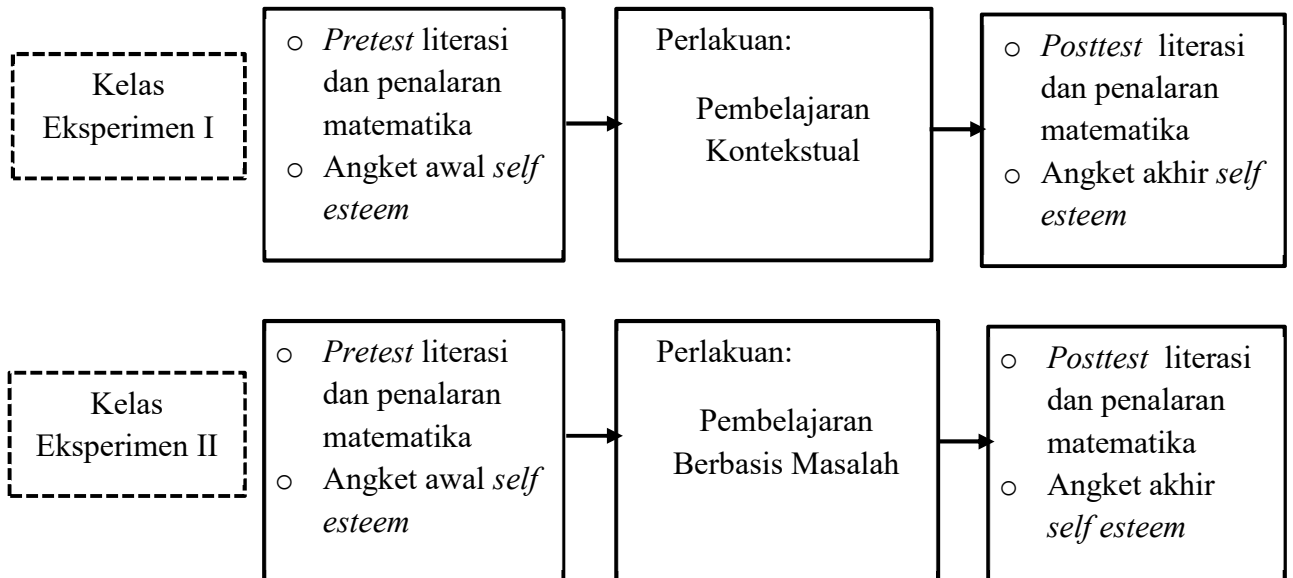 Kelas
Eksperimen I
○ Pretest literasi
dan penalaran
matematika
○ Angket awal self
esteem
Perlakuan:
Pembelajaran
Kontekstual
○ Posttest literasi
dan penalaran
matematika
○ Angket akhir self
esteem
Kelas
Eksperimen II
○ Pretest literasi
dan penalaran
matematika
○ Angket awal self
esteem
Perlakuan:
Pembelajaran
Berbasis Masalah
○ Posttest literasi
dan penalaran
matematika
○ Angket akhir
self esteem